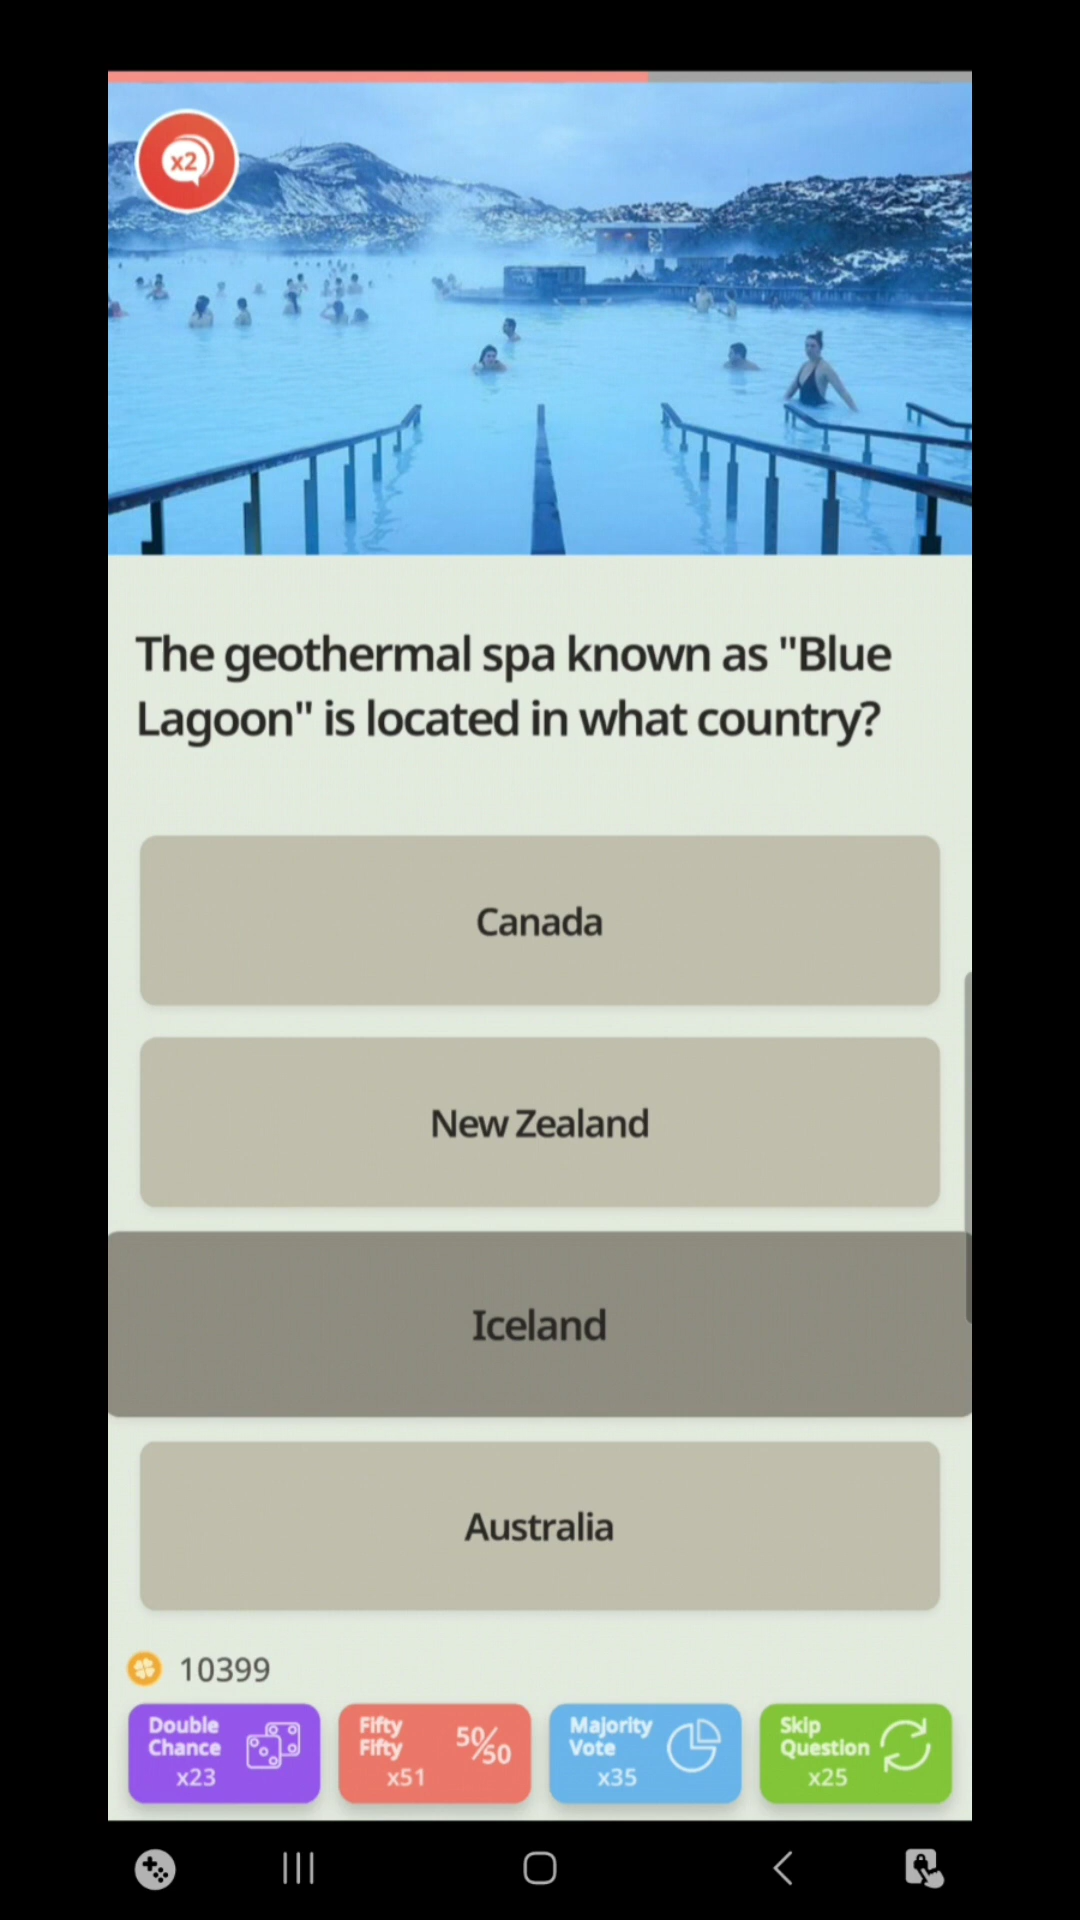 x2
The geothermal spa known as "Blue
Lagoon" is located in what country?
Canada
New Zealand
Iceland
Australia
10399
Double
Chance
x23
Fifty
Fifty
x51
50%50
Majority
Vote
x35
Skip
Question
x25